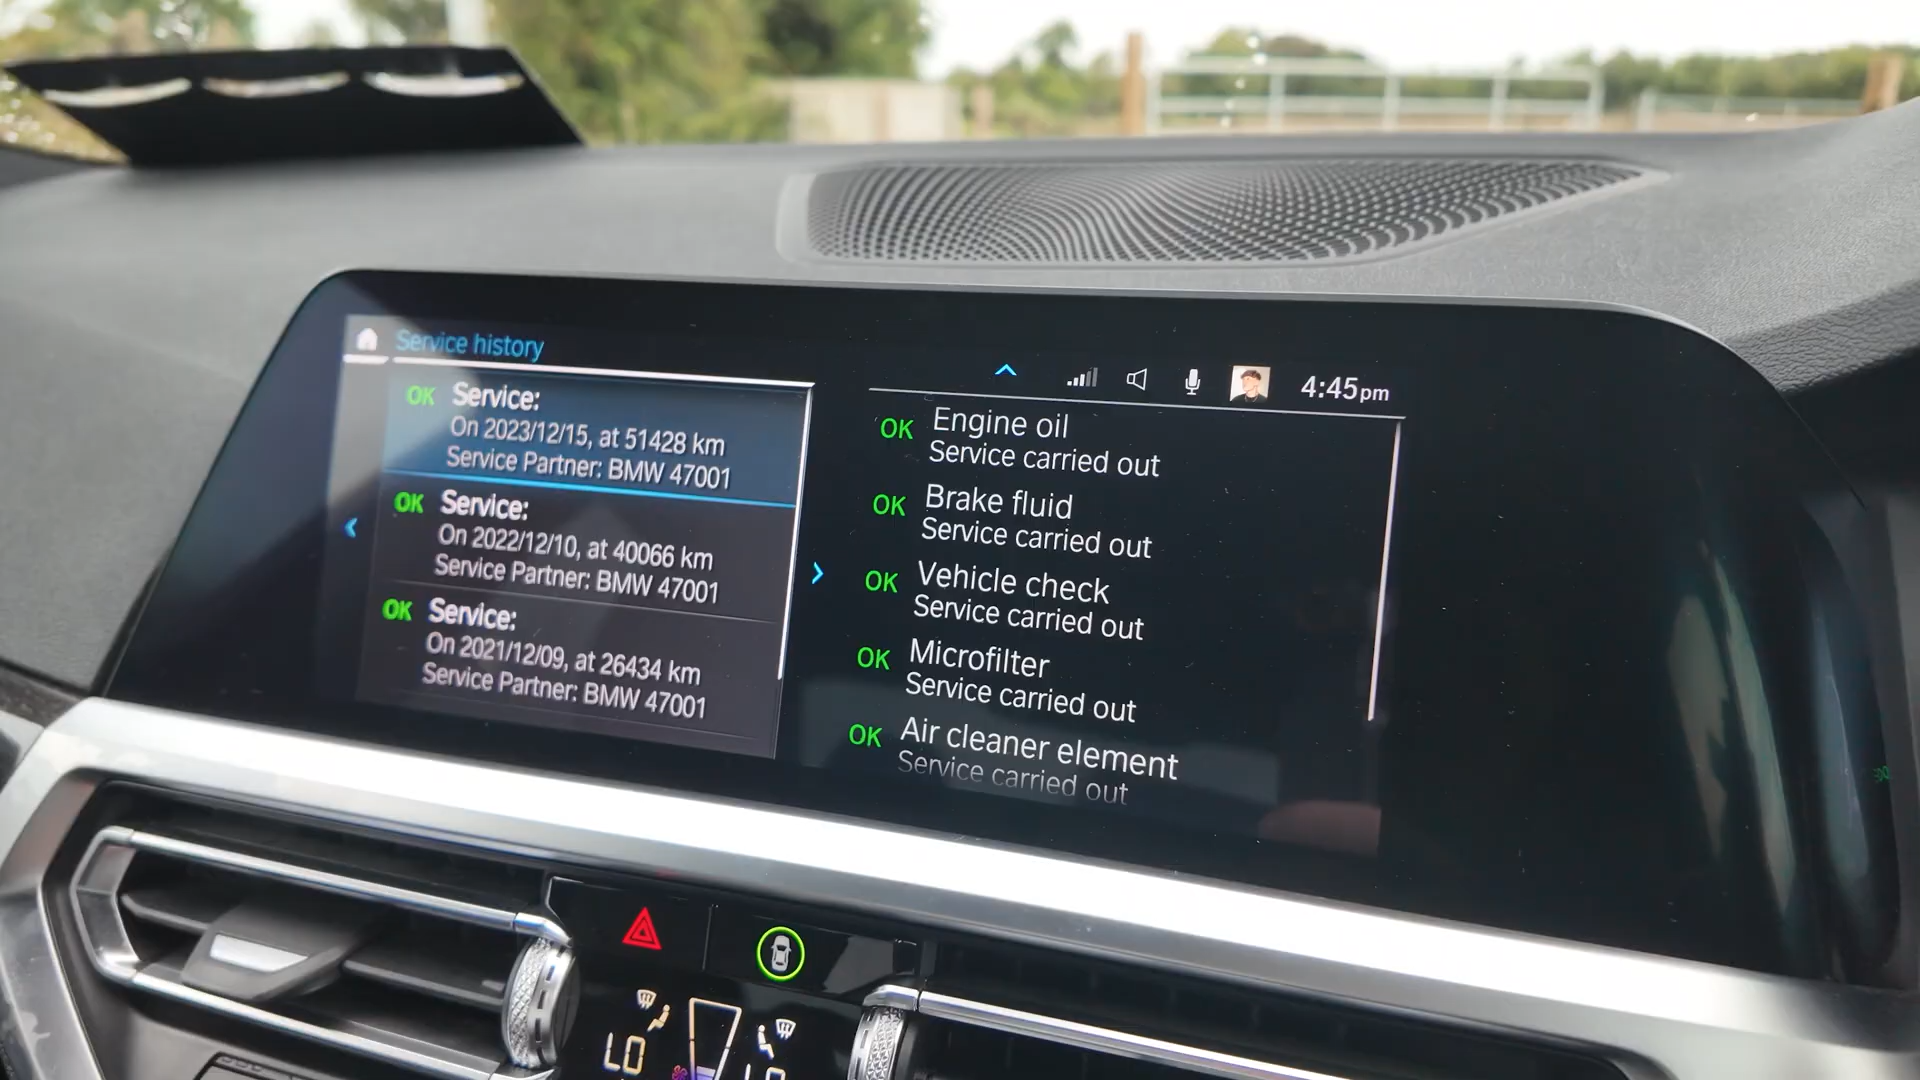 Service history
OK Service:
On 2023/12/15, at 51428 km
Service Partner: BMW 47001
OK Service:
On 2022/12/10, at 40066 km
Service Partner: BMW 47001
OK Service:
On 2021/12/09, at 26434 km
Service Partner: BMW 47001
4:45pm
OK Engine oil
Service carried out
OK Brake fluid
Service carried out
OK Vehicle check
Service carried out
OK Microfilter
Service carried out
OK Air cleaner element
Service carried out
LO
LO